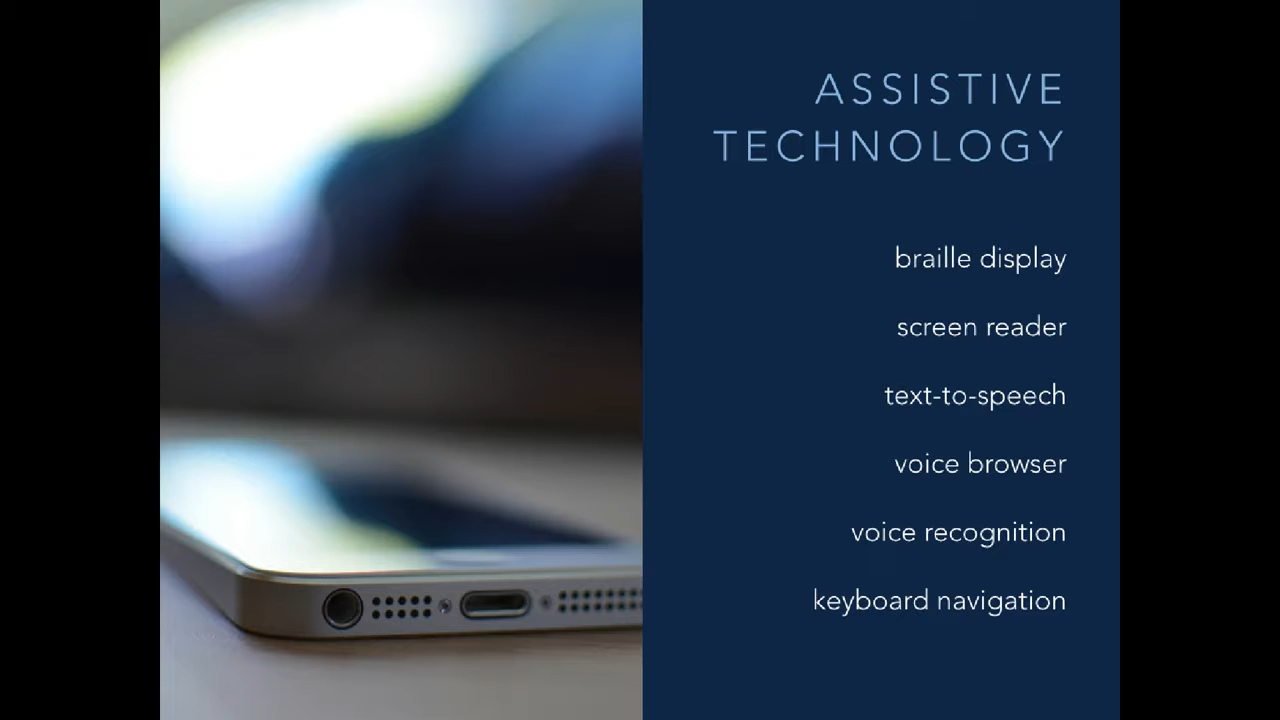 ASSISTIVE
TECHNOLOGY
braille display
screen reader
text-to-speech
voice browser
voice recognition
keyboard navigation